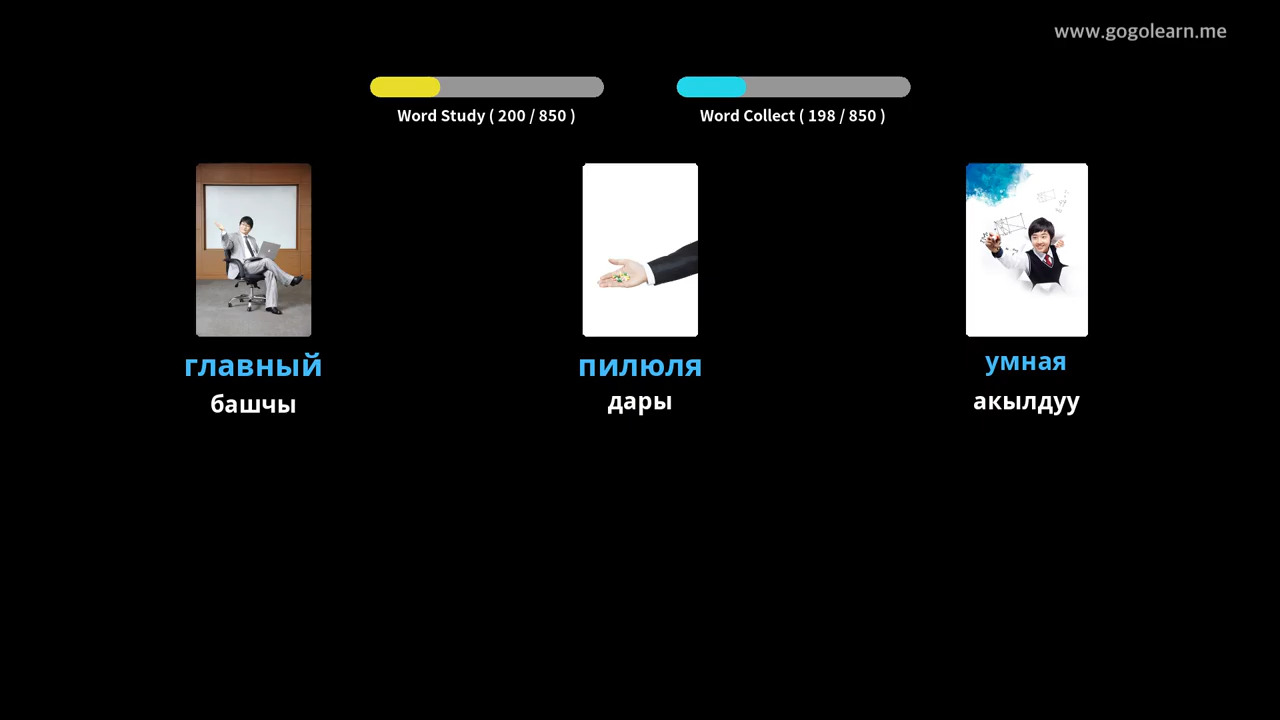 www.gogolearn.me
Word Study ( 200 / 850 )
Word Collect ( 198 / 850 )
главный
башчы
пилюля
дары
умная
акылдуу